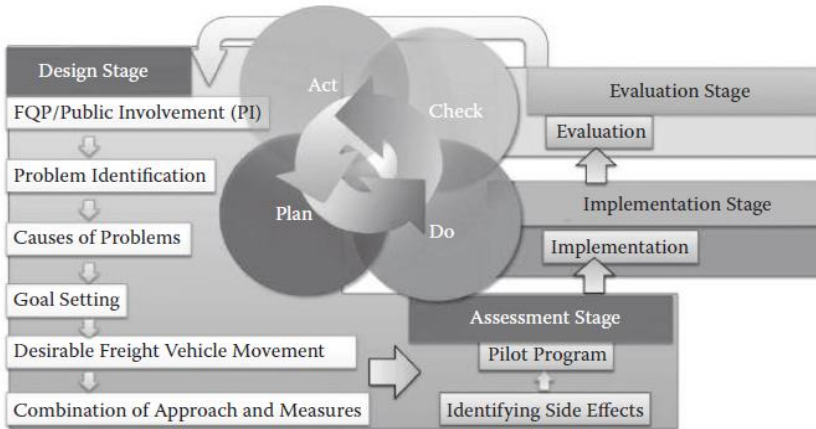 Design Stage
FQP/Public Involvement (PI)
Problem Identification
Causes of Problems
Goal Setting
Desirable Freight Vehicle Movement
Combination of Approach and Measures
Act
Check
Plan
Do
Evaluation Stage
Evaluation
Implementation Stage
Implementation
Assessment Stage
Pilot Program
Identifying Side Effects